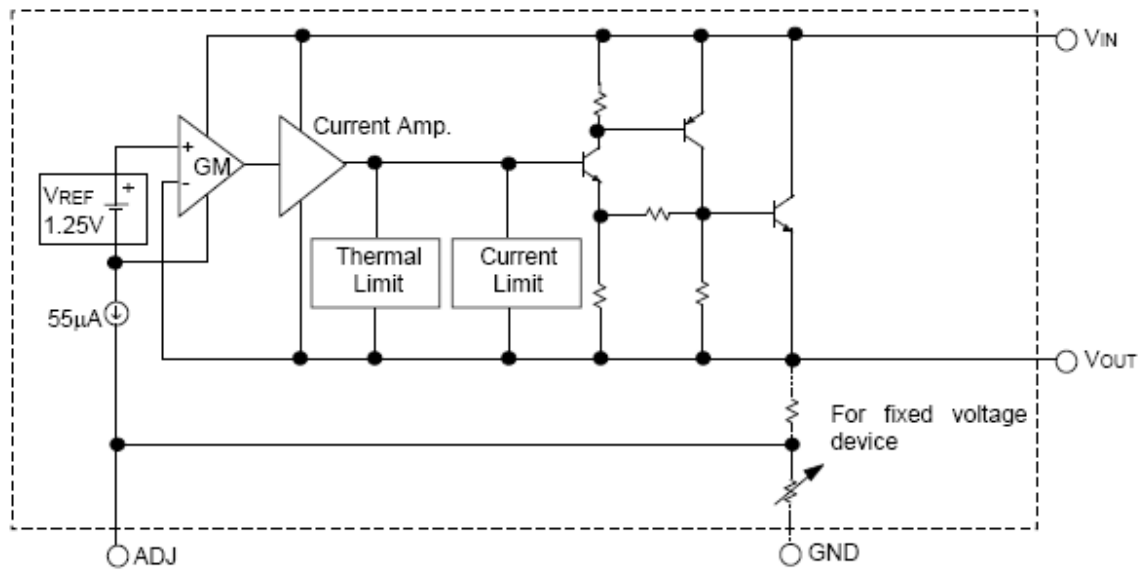 VIN
Current Amp.
+
GM
-
VREF
+
1.25V
Thermal
Limit
Current
Limit
55µA
VOUT
For fixed voltage
device
ADJ
GND